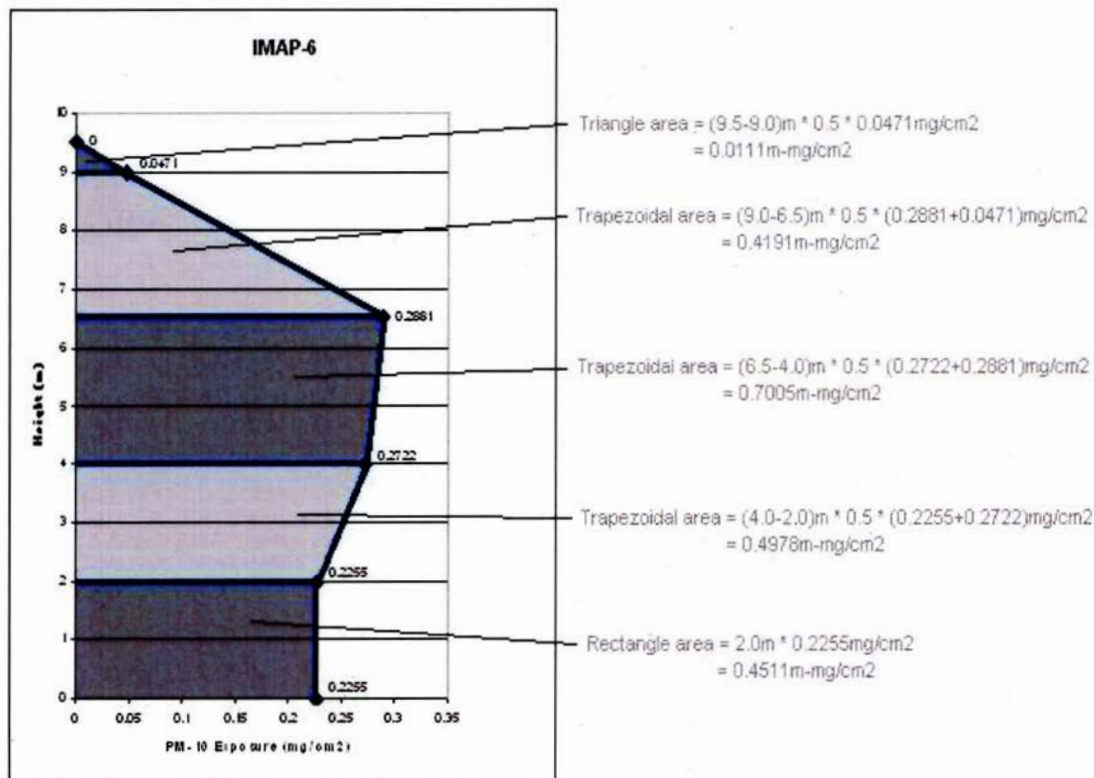 IMAP-6
10
9
8
7
6
5
4
3
2
1
0
Height (m)
0
0.0471
0.2881
0.2722
0.2255
0.2255
0
0.05
0.1
0.15
0.2
0.25
0.3
0.35
PM-10 Exposure (mg/cm2)
Triangle area = (9.5-9.0)m * 0.5 * 0.0471mg/cm2
= 0.0111m-mg/cm2
Trapezoidal area = (9.0-6.5)m * 0.5 * (0.2881+0.0471)mg/cm2
= 0.4191m-mg/cm2
Trapezoidal area = (6.5-4.0)m * 0.5 * (0.2722+0.2881)mg/cm2
= 0.7005m-mg/cm2
Trapezoidal area = (4.0-2.0)m * 0.5 * (0.2255+0.2722)mg/cm2
= 0.4978m-mg/cm2
Rectangle area = 2.0m * 0.2255mg/cm2
= 0.4511m-mg/cm2